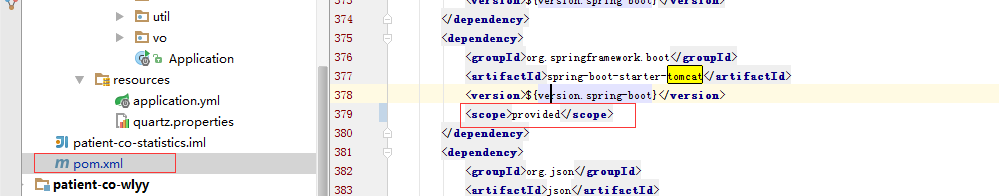 util
vo
Application
resources
application.yml
quartz.properties
patient-co-statistics.iml
pom.xml
patient-co-wlyy
373 <version>${version.spring-boot}</version>
374 </dependency>
375 <dependency>
376 <groupId>org.springframework.boot</groupId>
377 <artifactId>spring-boot-starter-tomcat</artifactId>
378 <version>${version.spring-boot}</version>
379 <scope>provided</scope>
380 </dependency>
381 <dependency>
382 <groupId>org.json</groupId>
383 <artifactId>json</artifactId>